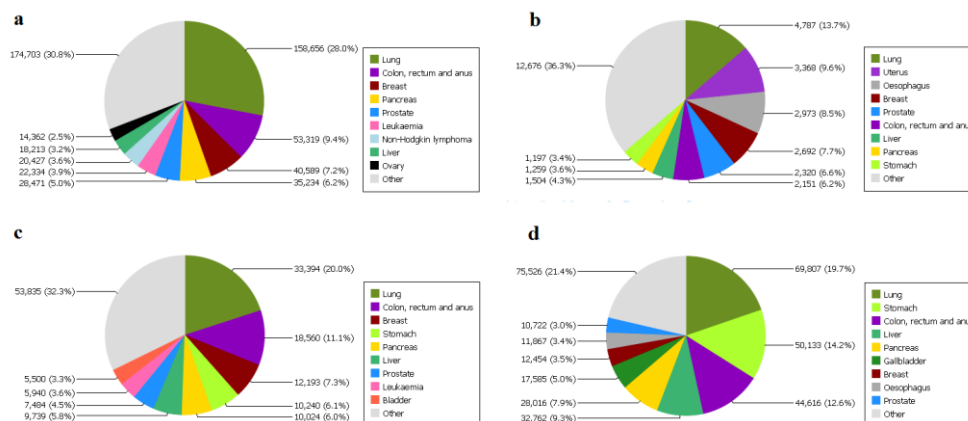 a
174,703 (30.8%)
158,656 (28.0%)
14,362 (2.5%)
18,213 (3.2%)
20,427 (3.6%)
22,334 (3.9%)
28,471 (5.0%)
53,319 (9.4%)
40,589 (7.2%)
35,234 (6.2%)
Lung
Colon, rectum and anus
Breast
Pancreas
Prostate
Leukaemia
Non-Hodgkin lymphoma
Liver
Ovary
Other
b
4,787 (13.7%)
12,676 (36.3%)
3,368 (9.6%)
2,973 (8.5%)
1,197 (3.4%)
1,259 (3.6%)
1,504 (4.3%)
2,692 (7.7%)
2,320 (6.6%)
2,151 (6.2%)
Lung
Uterus
Oesophagus
Breast
Prostate
Colon, rectum and anu
Liver
Pancreas
Stomach
Other
c
33,394 (20.0%)
53,835 (32.3%)
18,560 (11.1%)
5,500 (3.3%)
5,940 (3.6%)
7,484 (4.5%)
9,739 (5.8%)
12,193 (7.3%)
10,240 (6.1%)
10,024 (6.0%)
Lung
Colon, rectum and anus
Breast
Stomach
Pancreas
Liver
Prostate
Leukaemia
Bladder
Other
d
75,526 (21.4%)
69,807 (19.7%)
10,722 (3.0%)
11,867 (3.4%)
12,454 (3.5%)
17,585 (5.0%)
28,016 (7.9%)
32,762 (9.3%)
50,133 (14.2%)
44,616 (12.6%)
Lung
Stomach
Colon, rectum and anu
Liver
Pancreas
Gallbladder
Breast
Oesophagus
Prostate
Other